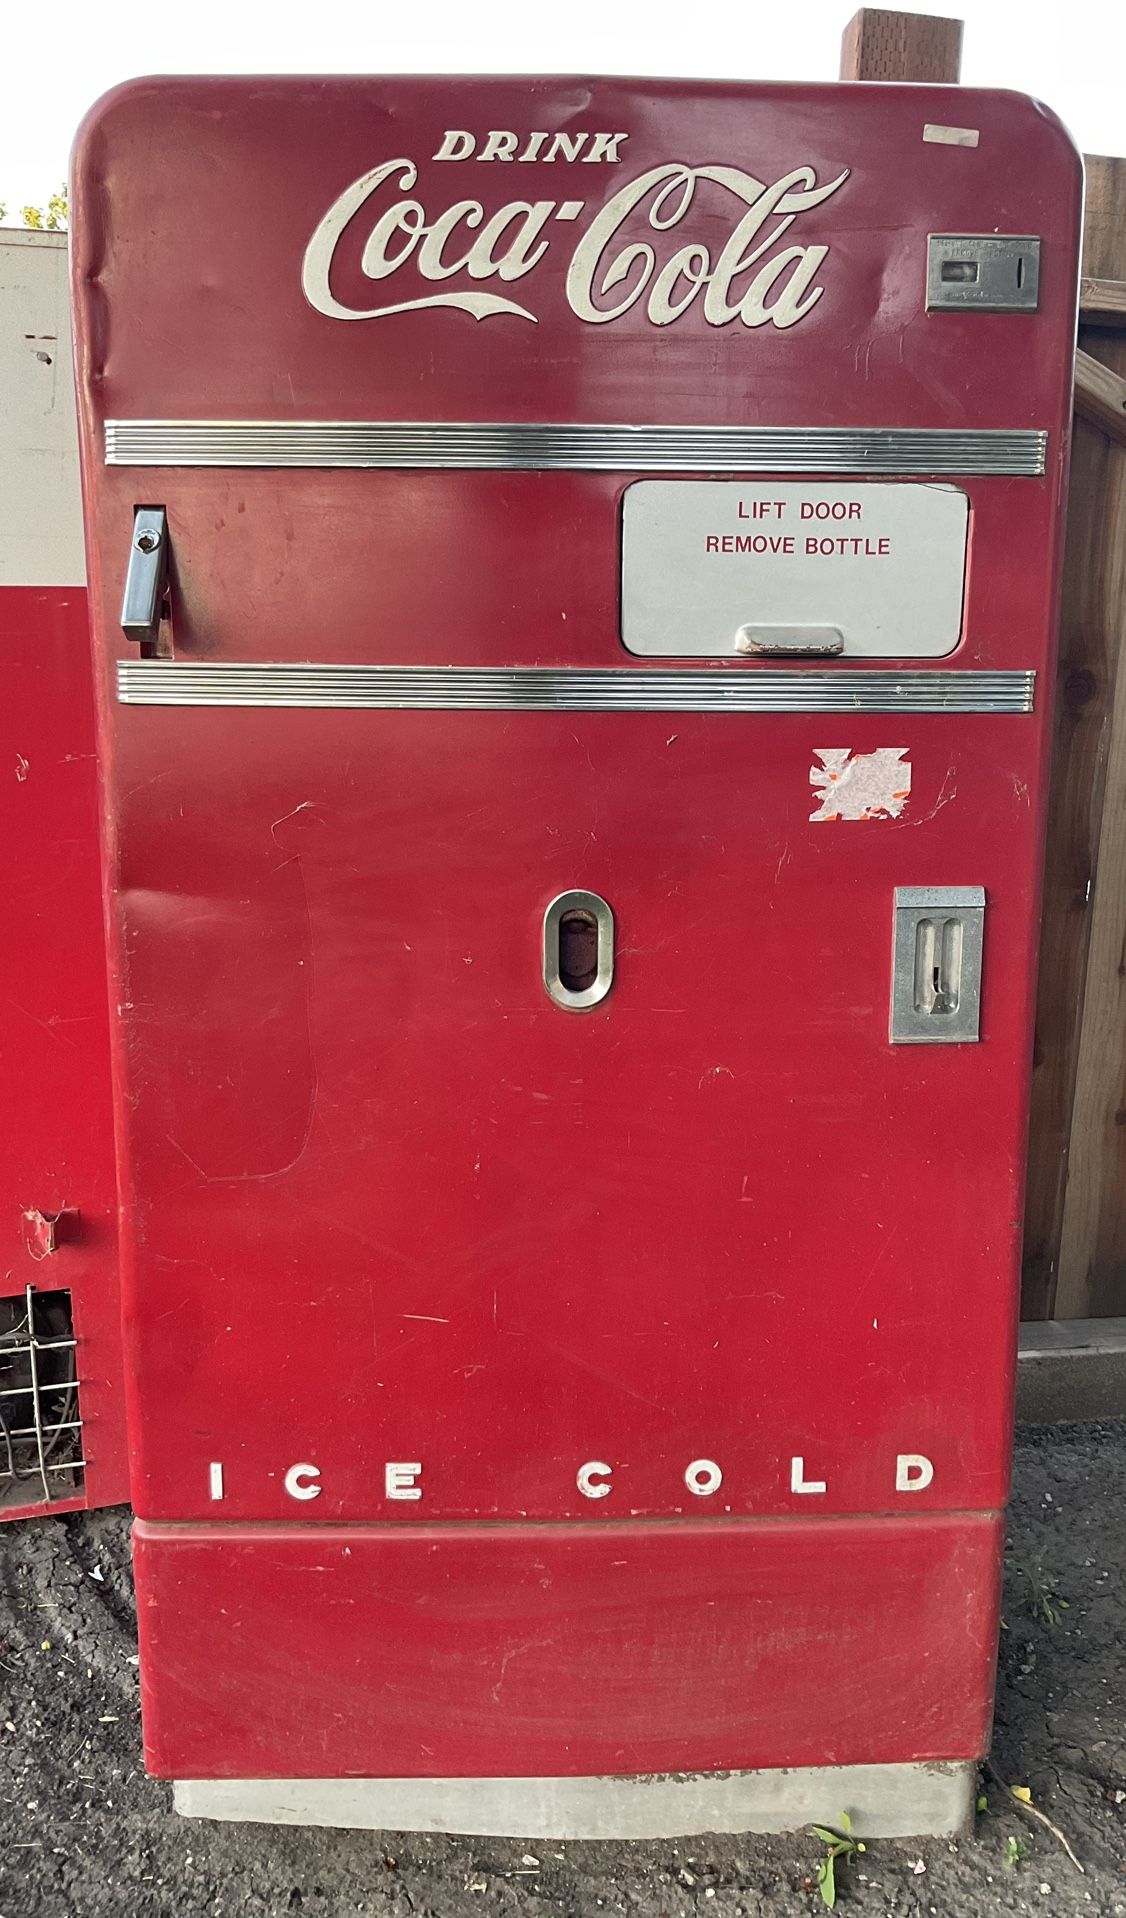 DRINK
Coca-Cola
LIFT DOOR
REMOVE BOTTLE
ICE COLD